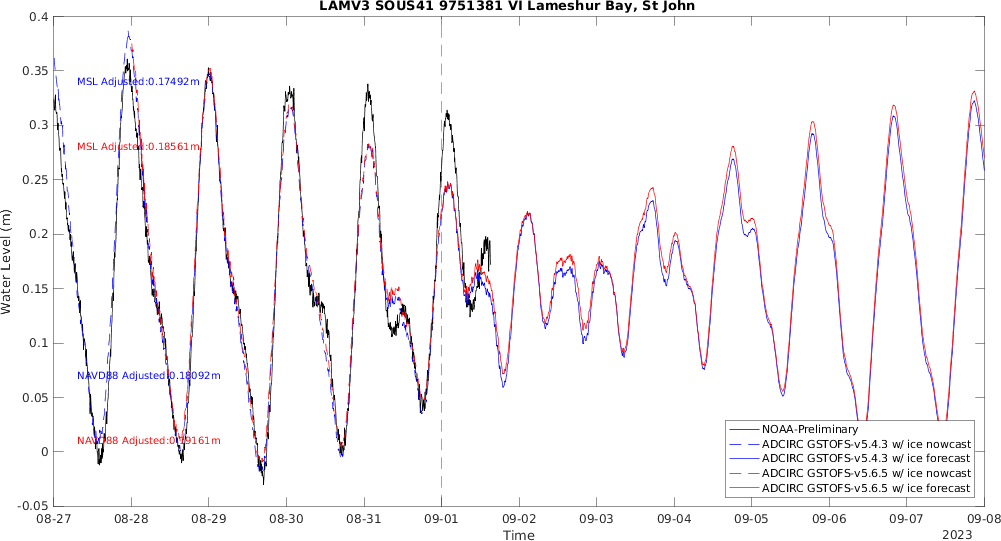 LAMV3 SOUS41 9751381 VI Lameshur Bay, St John
0.4
0.35
0.3
0.25
0.2
0.15
0.1
0.05
0
-0.05
Water Level (m)
MSL Adjusted:0.17492m
MSL Adjusted:0.18561m
NAVD88 Adjusted:0.18092m
NAVD88 Adjusted:0.19161m
NOAA-Preliminary
ADCIRC GSTOFS-v5.4.3 w/ ice nowcast
ADCIRC GSTOFS-v5.4.3 w/ ice forecast
ADCIRC GSTOFS-v5.6.5 w/ ice nowcast
ADCIRC GSTOFS-v5.6.5 w/ ice forecast
08-27 08-28 08-29 08-30 08-31 09-01 09-02 09-03 09-04 09-05 09-06 09-07 09-08
Time
2023